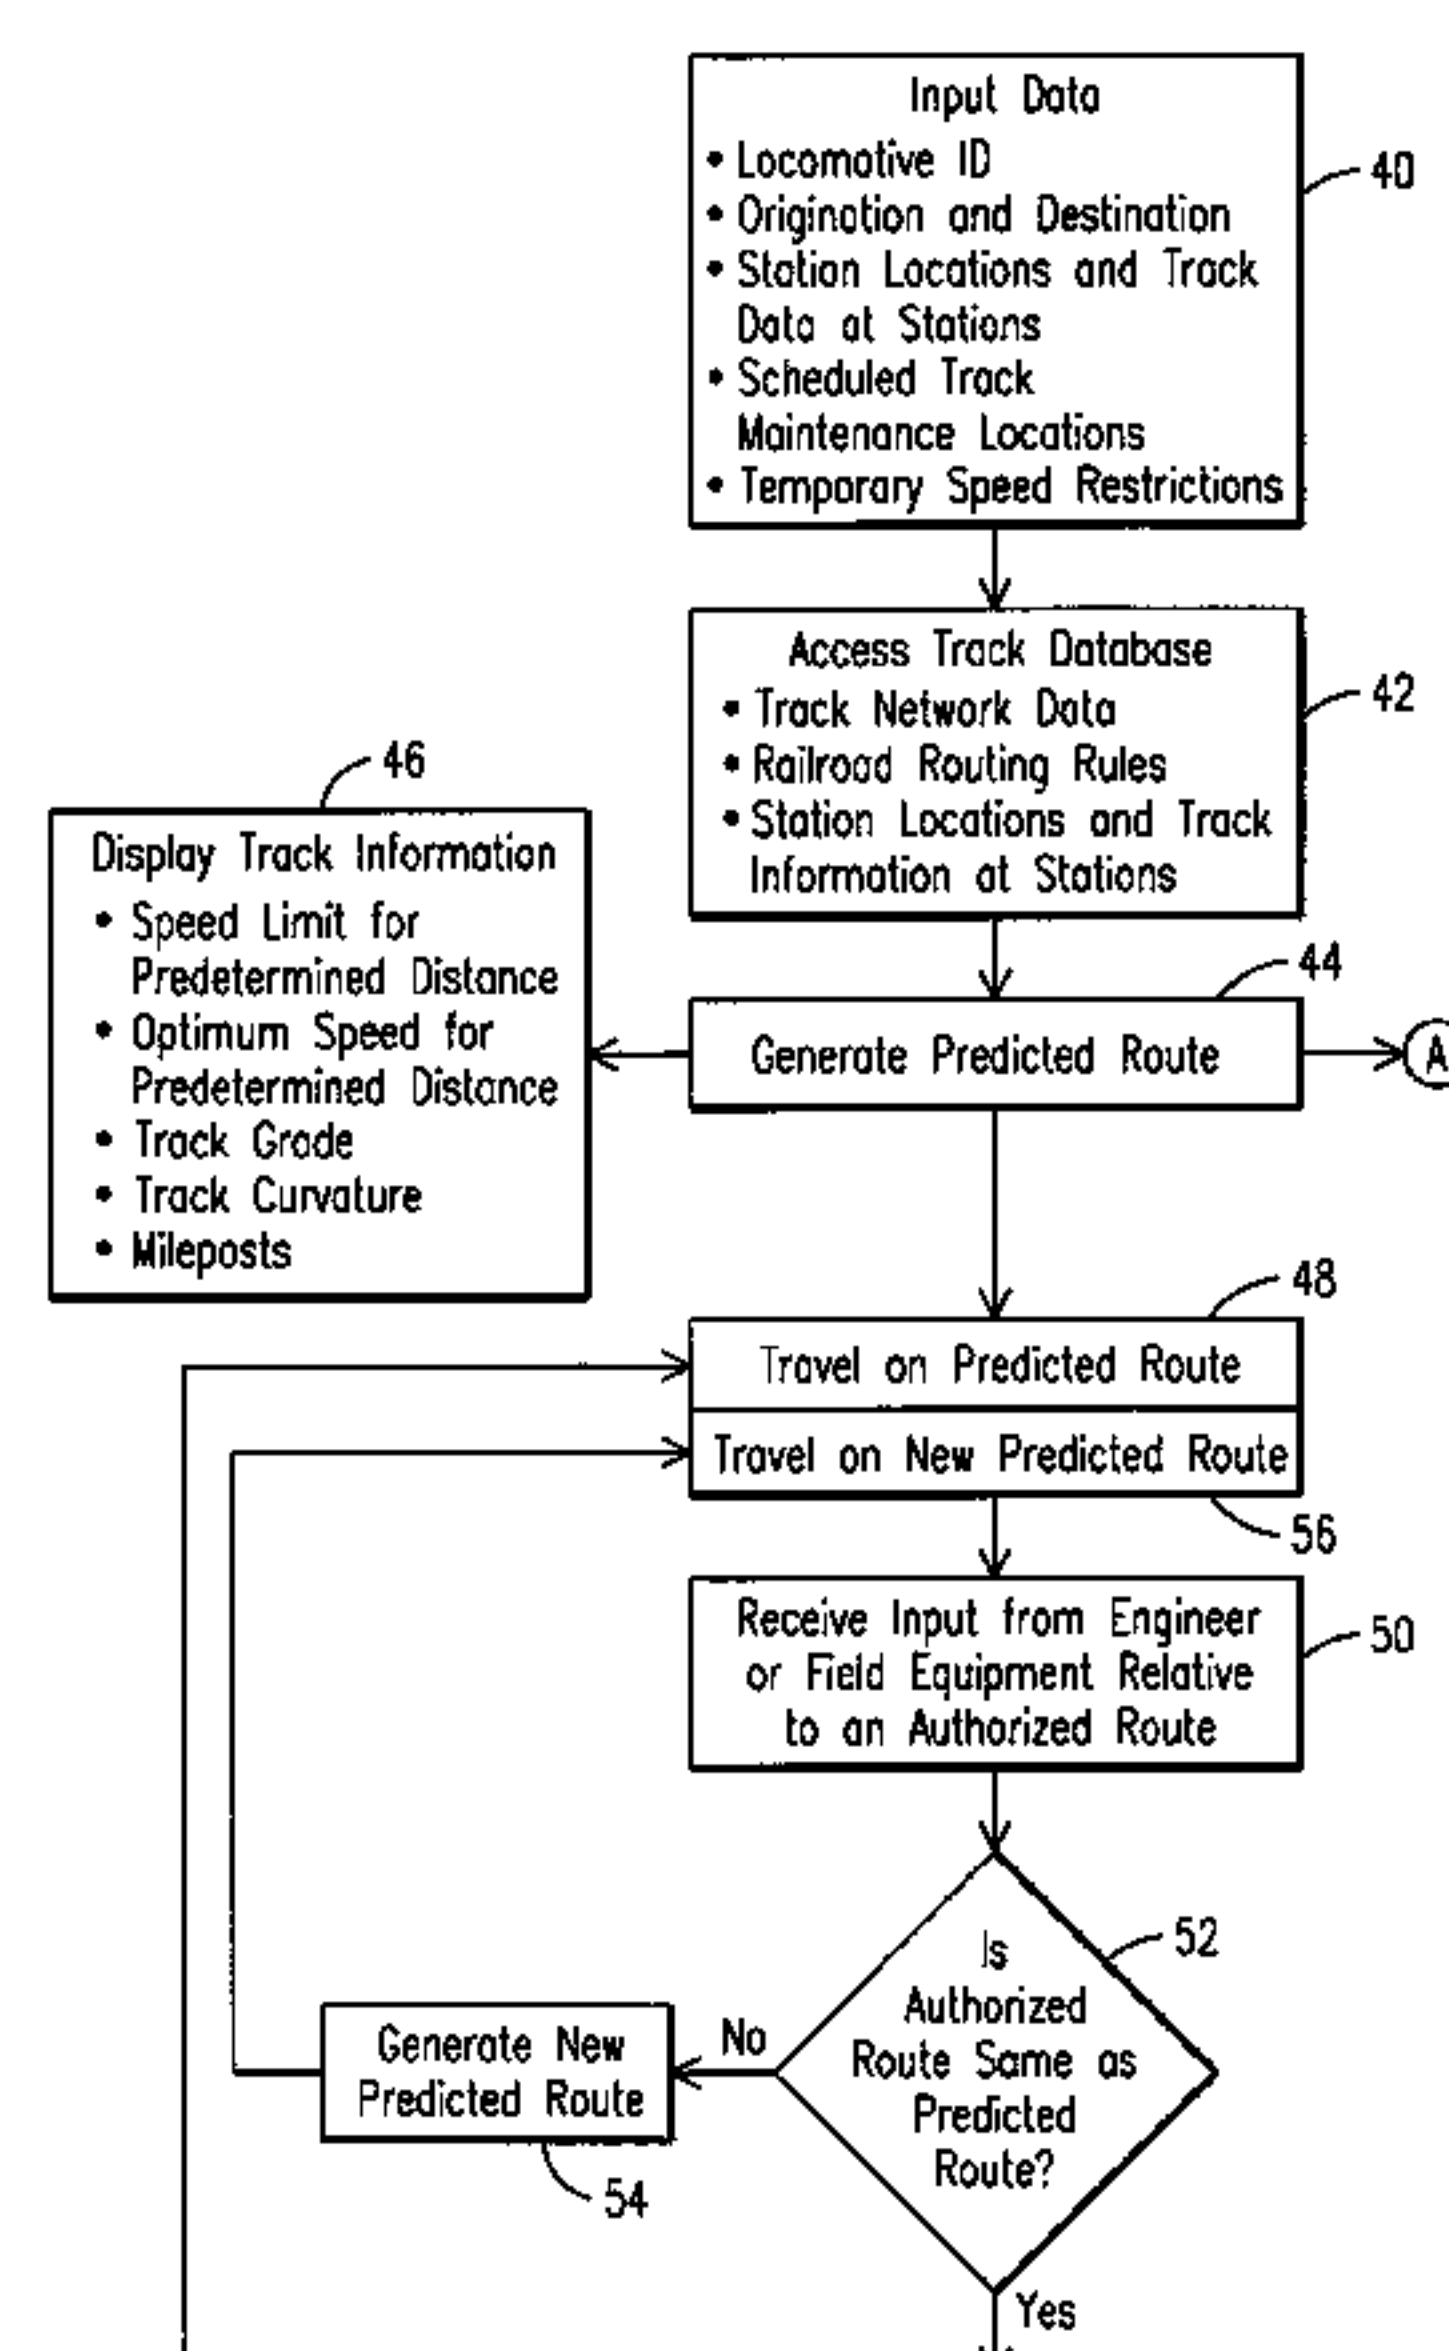 Input Data
• Locomotive ID
• Origination and Destination
• Station Locations and Track
Data at Stations
• Scheduled Track
Maintenance Locations
• Temporary Speed Restrictions
40
Access Track Database
• Track Network Data
• Railroad Routing Rules
• Station Locations and Track
Information at Stations
42
46
Display Track Information
• Speed Limit for
Predetermined Distance
• Optimum Speed for
Predetermined Distance
• Track Grade
• Track Curvature
• Mileposts
44
Generate Predicted Route
A
48
Travel on Predicted Route
Travel on New Predicted Route
56
Receive Input from Engineer
or Field Equipment Relative
to an Authorized Route
50
Is
Authorized
Route Same as
Predicted
Route?
52
No
Generate New
Predicted Route
54
Yes